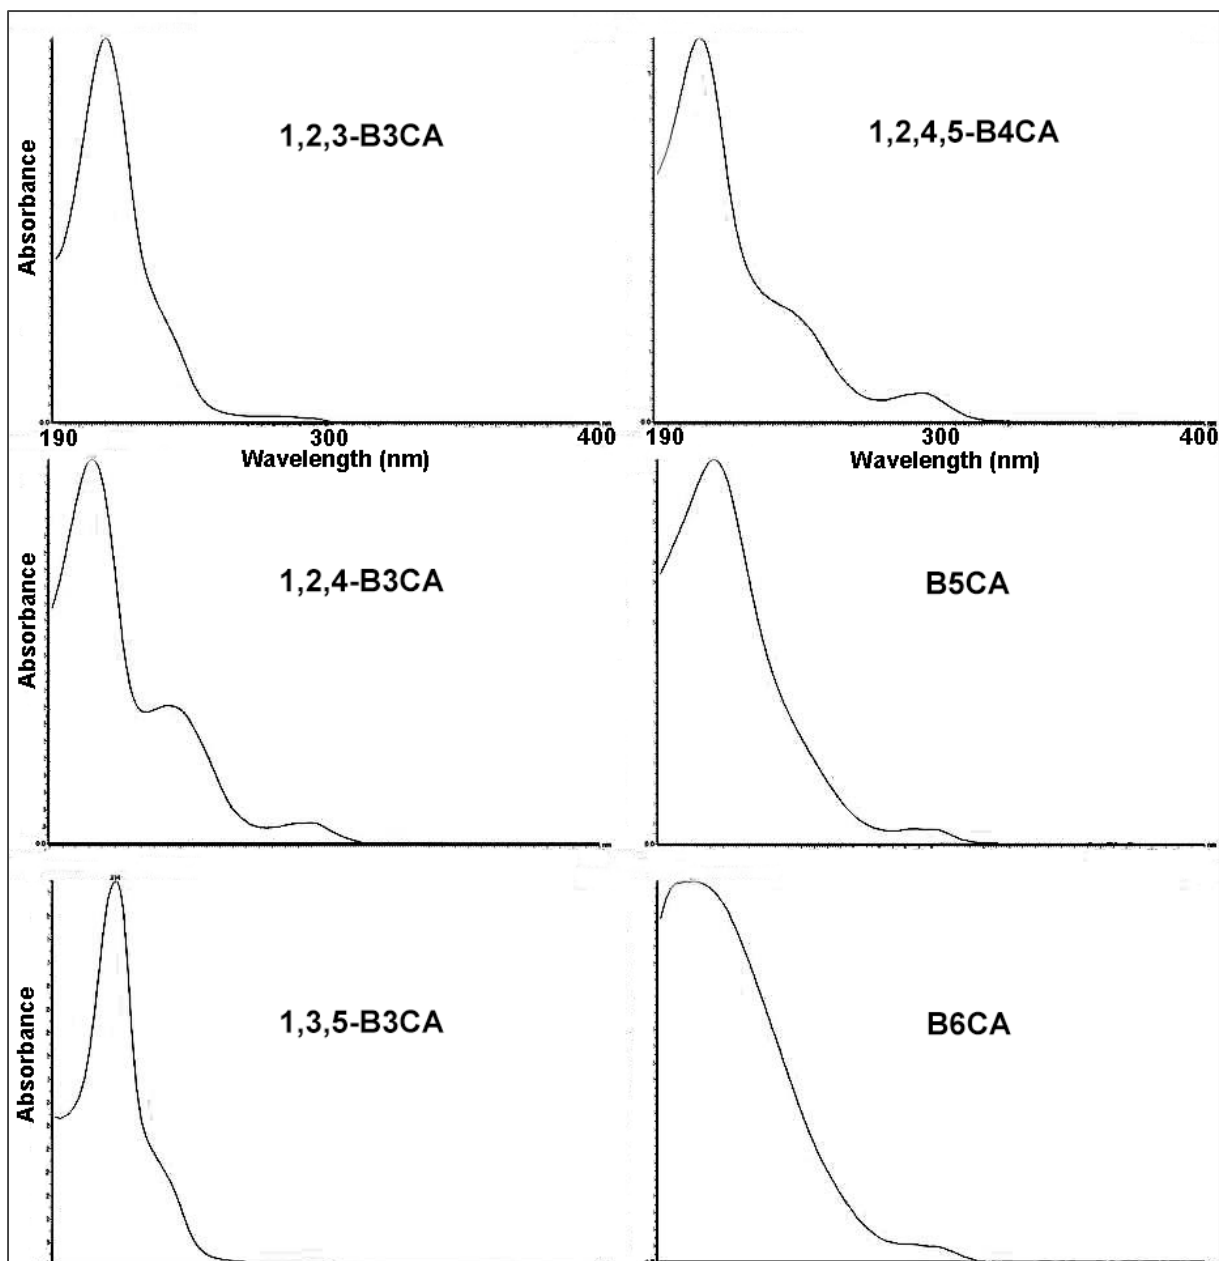 1,2,3-B3CA
1,2,4,5-B4CA
Absorbance
190
300
400
190
300
400
Wavelength (nm)
Wavelength (nm)
1,2,4-B3CA
B5CA
Absorbance
1,3,5-B3CA
B6CA
Absorbance